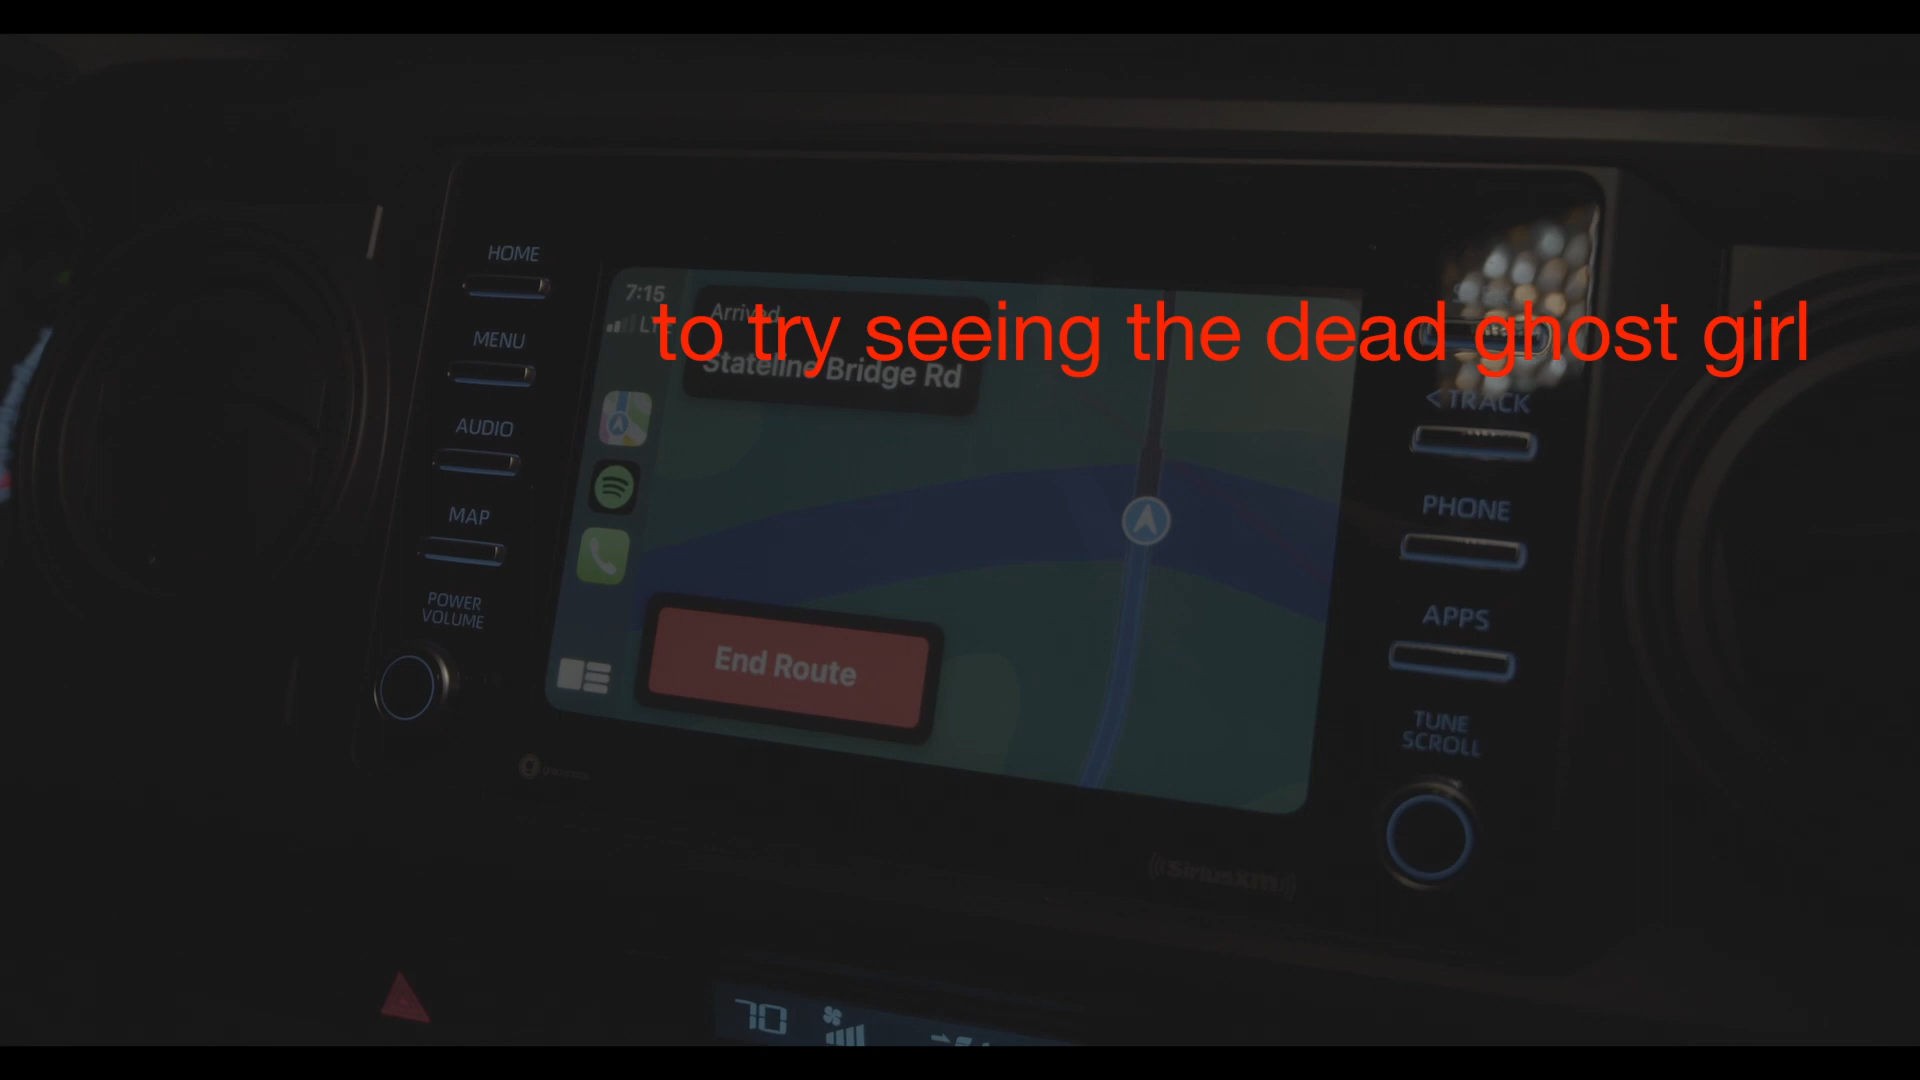 to try seeing the dead ghost girl
HOME
MENU
AUDIO
MAP
POWER
VOLUME
7:15
Arrived
Stateline Bridge Rd
End Route
< TRACK
PHONE
APPS
TUNE
SCROLL
siriusxm
70